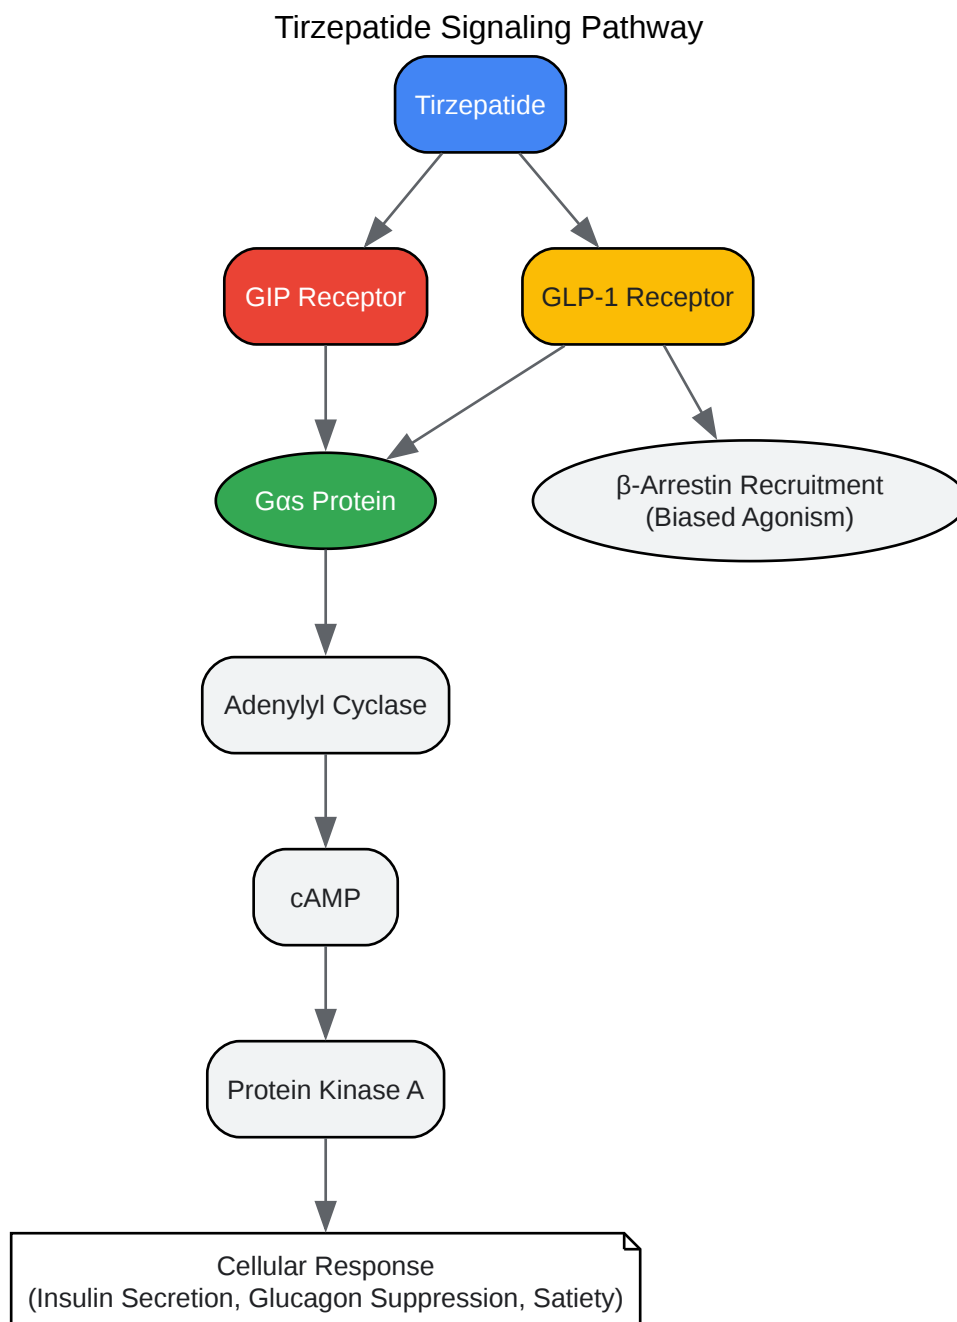 Tirzepatide Signaling Pathway
Tirzepatide
GIP Receptor
GLP-1 Receptor
Gαs Protein
β-Arrestin Recruitment
(Biased Agonism)
Adenylyl Cyclase
cAMP
Protein Kinase A
Cellular Response
(Insulin Secretion, Glucagon Suppression, Satiety)